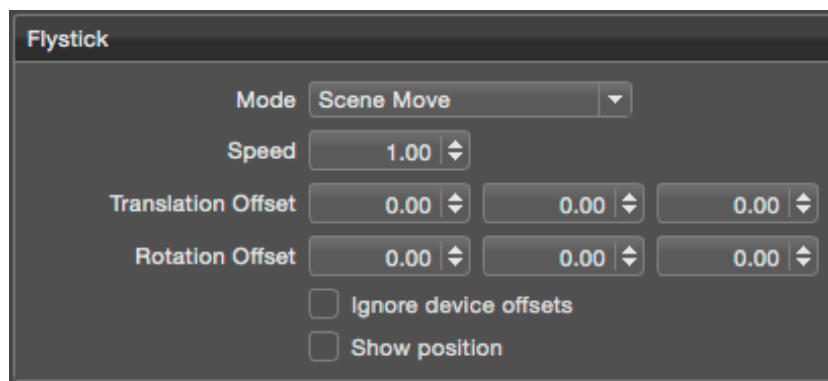 Flystick
Mode Scene Move
Speed 1.00
Translation Offset 0.00 0.00 0.00
Rotation Offset 0.00 0.00 0.00
Ignore device offsets
Show position